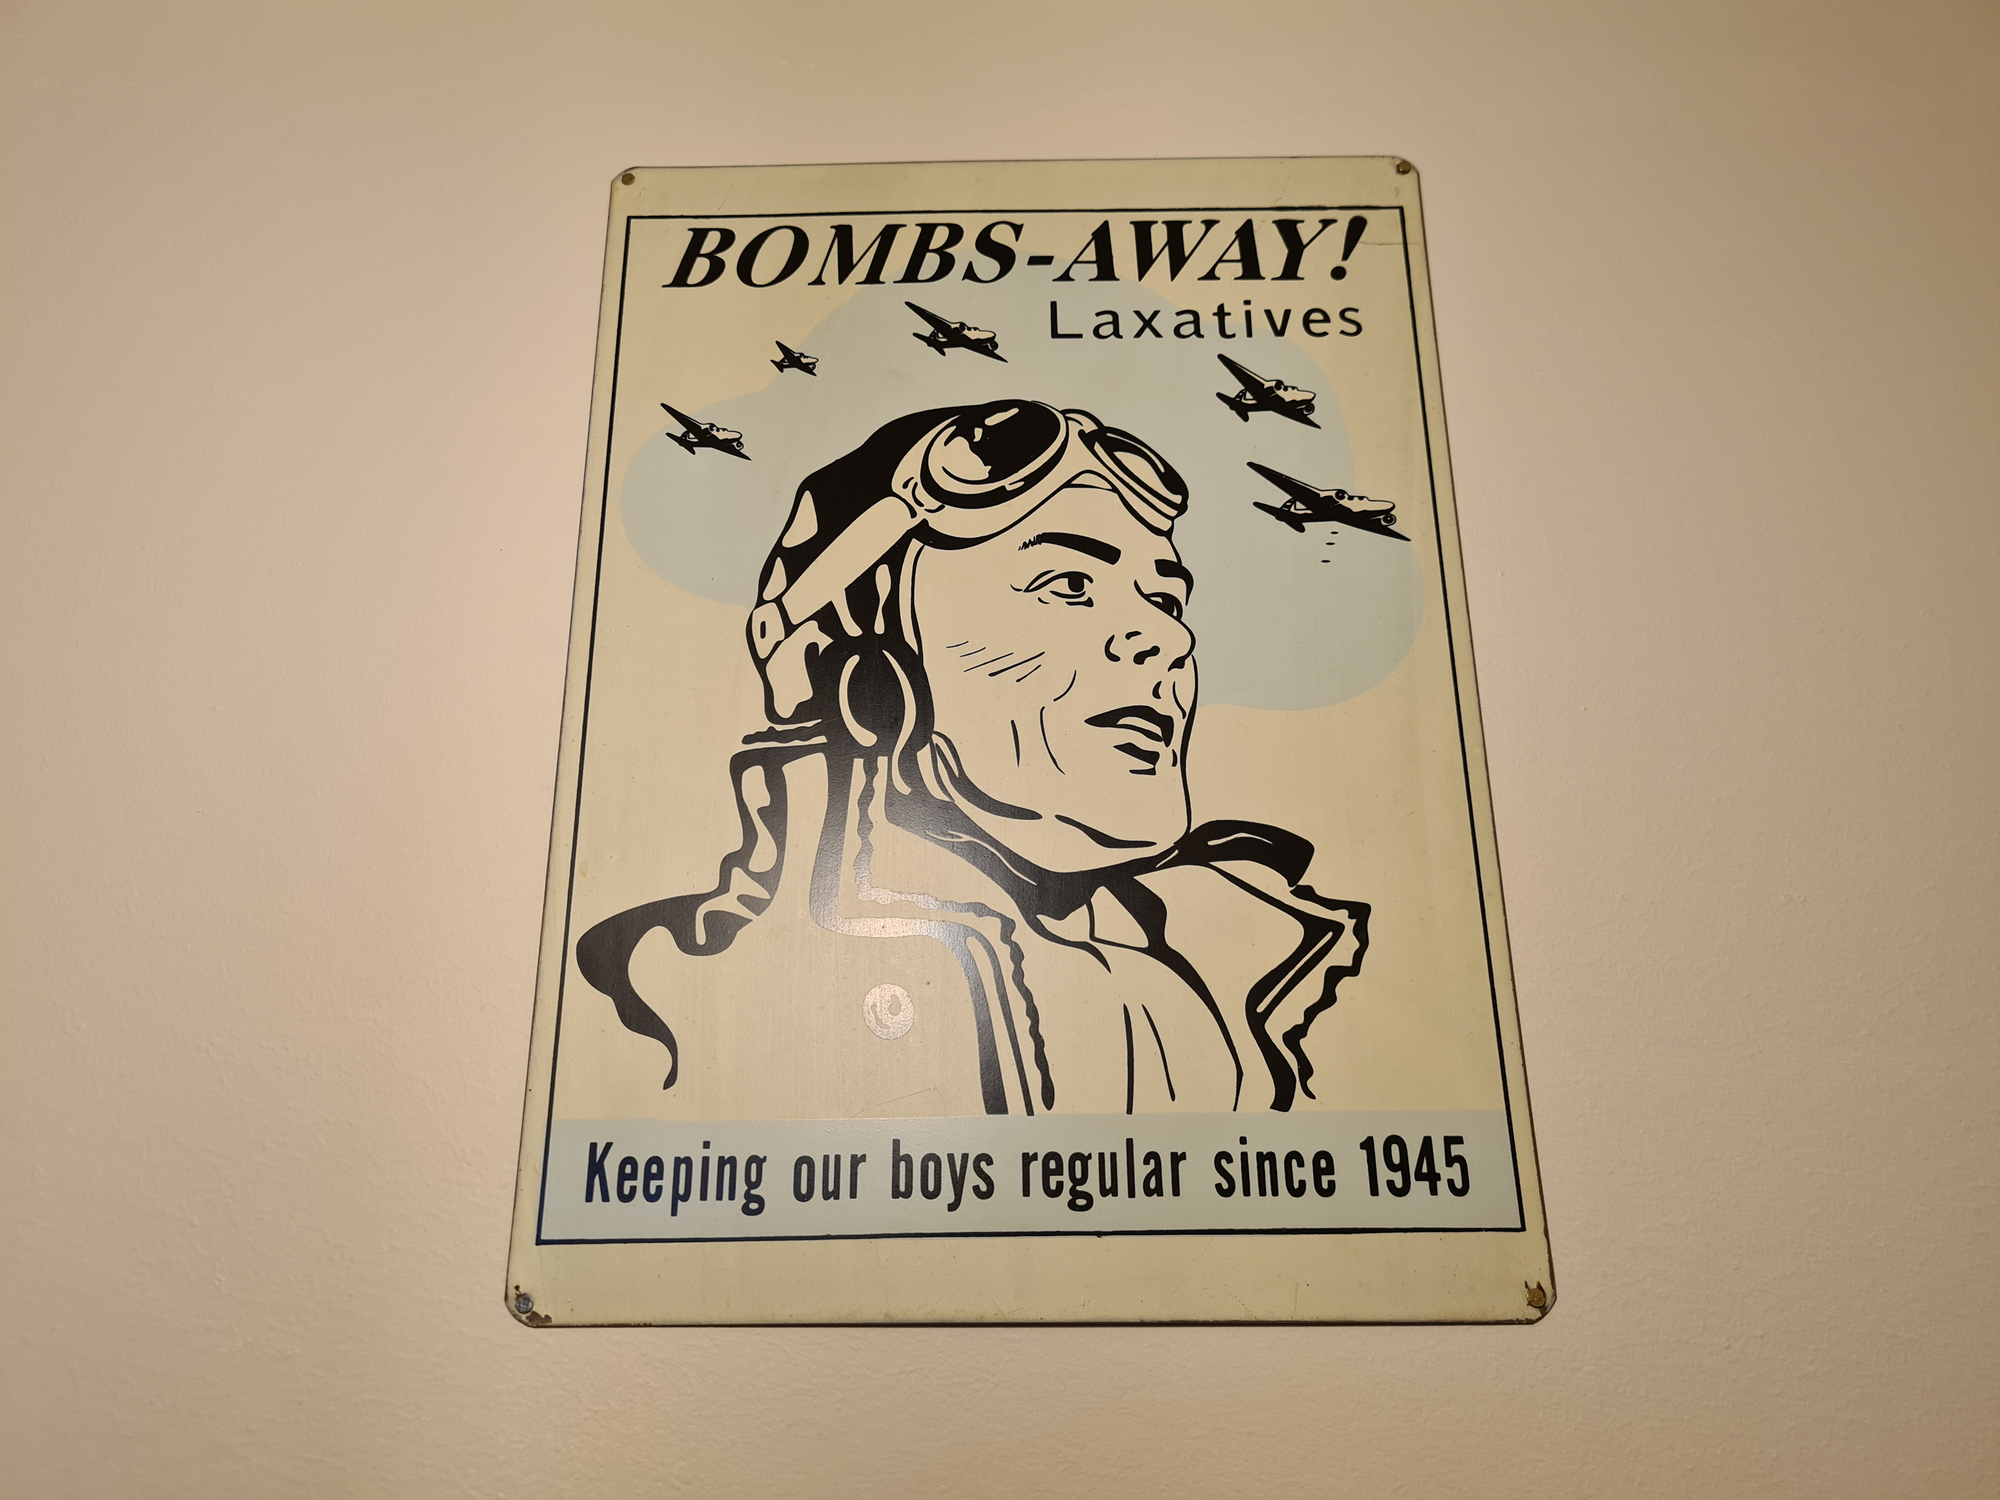 BOMBS-AWAY!
Laxatives
Keeping our boys regular since 1945